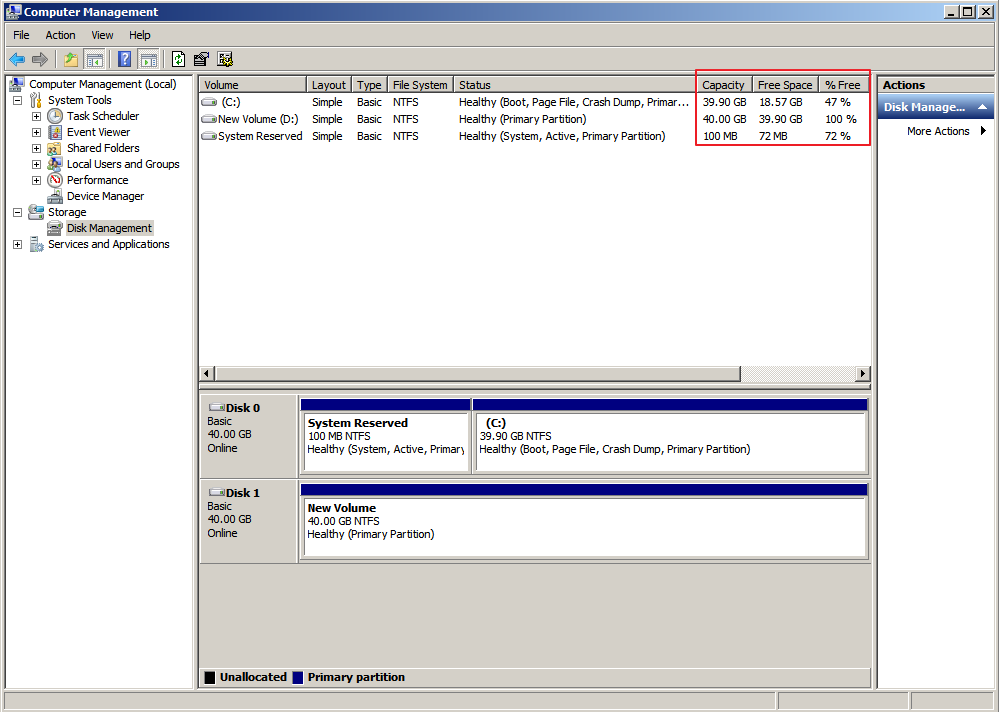 Computer Management
File Action View Help
Computer Management (Local)
System Tools
Task Scheduler
Event Viewer
Shared Folders
Local Users and Groups
Performance
Device Manager
Storage
Disk Management
Services and Applications
Volume Layout Type File System Status Capacity Free Space % Free
(C:) Simple Basic NTFS Healthy (Boot, Page File, Crash Dump, Primar... 39.90 GB 18.57 GB 47 %
New Volume (D:) Simple Basic NTFS Healthy (Primary Partition) 40.00 GB 39.90 GB 100 %
System Reserved Simple Basic NTFS Healthy (System, Active, Primary Partition) 100 MB 72 MB 72 %
Disk 0
Basic
40.00 GB
Online
System Reserved
100 MB NTFS
Healthy (System, Active, Primary
(C:)
39.90 GB NTFS
Healthy (Boot, Page File, Crash Dump, Primary Partition)
Disk 1
Basic
40.00 GB
Online
New Volume
40.00 GB NTFS
Healthy (Primary Partition)
Unallocated Primary partition
Actions
Disk Manage...
More Actions